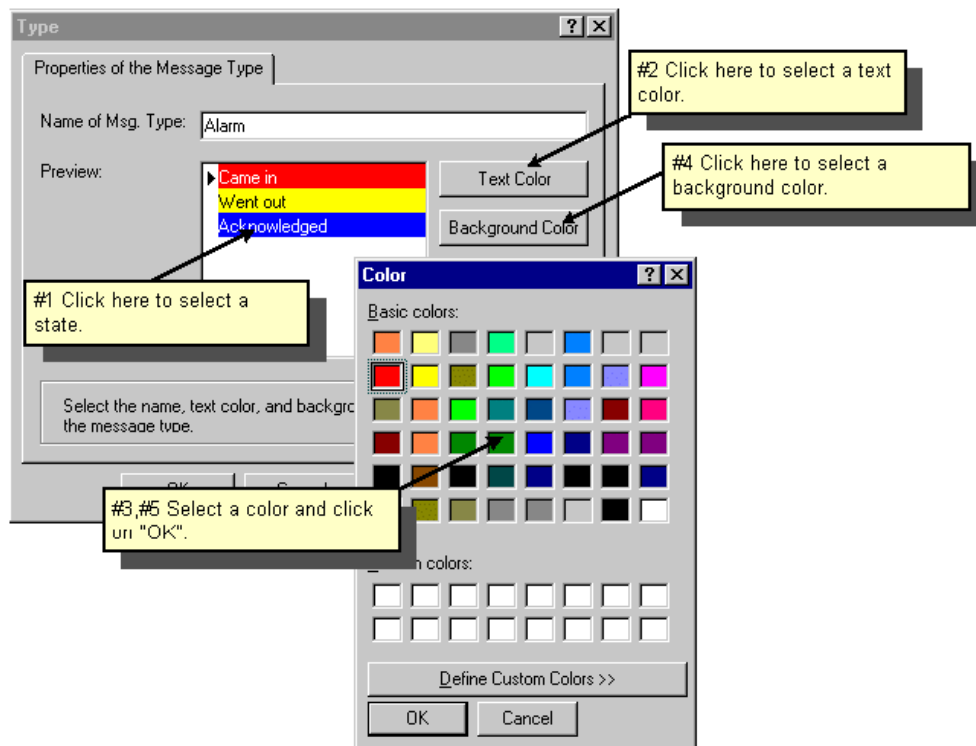 Type
Properties of the Message Type
#2 Click here to select a text
color.
Name of Msg. Type:
Alarm
#4 Click here to select a
background color.
Preview:
Came in
Went out
Acknowledged
Text Color
Background Color
#1 Click here to select a
state.
Color
Basic colors:
Select the name, text color, and backgro
the message type.
#3,#5 Select a color and click
on "OK".
colors:
Define Custom Colors >>
OK
Cancel